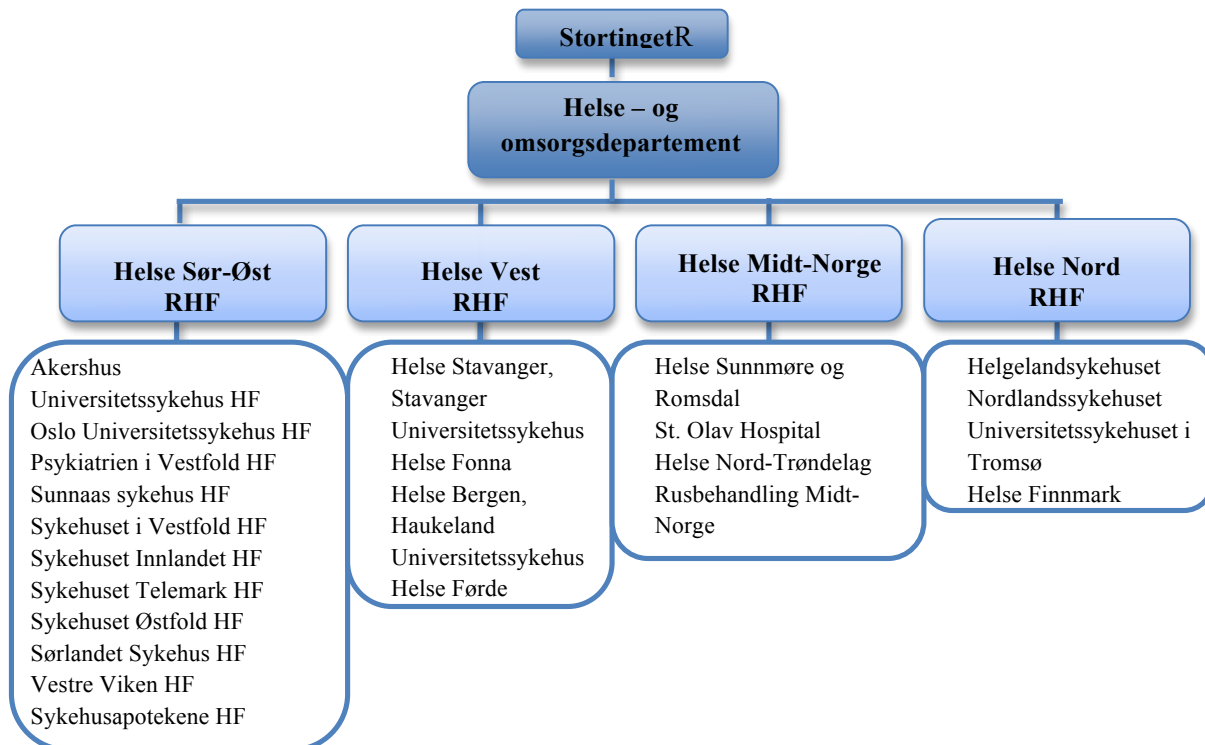 StortingetR
Helse – og
omsorgsdepartement
Helse Sør-Øst
RHF
Helse Vest
RHF
Helse Midt-Norge
RHF
Helse Nord
RHF
Akershus
Universitetssykehus HF
Oslo Universitetssykehus HF
Psykiatrien i Vestfold HF
Sunnaas sykehus HF
Sykehuset i Vestfold HF
Sykehuset Innlandet HF
Sykehuset Telemark HF
Sykehuset Østfold HF
Sørlandet Sykehus HF
Vestre Viken HF
Sykehusapotekene HF
Helse Stavanger,
Stavanger
Universitetssykehus
Helse Fonna
Helse Bergen,
Haukeland
Universitetssykehus
Helse Førde
Helse Sunnmøre og
Romsdal
St. Olav Hospital
Helse Nord-Trøndelag
Rusbehandling Midt-
Norge
Helgelandsykehuset
Nordlandssykehuset
Universitetssykehuset i
Tromsø
Helse Finnmark